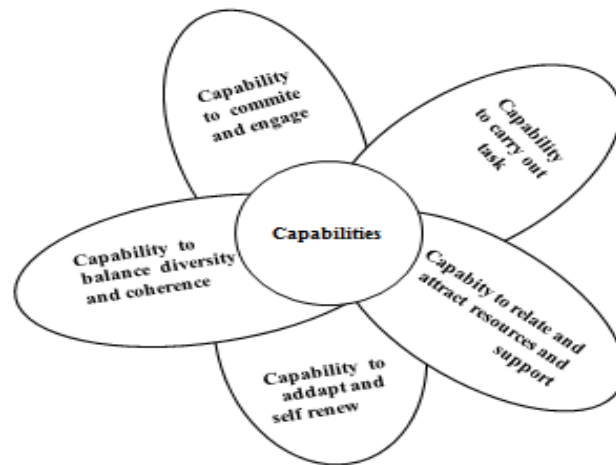 Capability
to commite
and engage
Capability
to carry out
task
Capabilities
Capability to
balance diversity
and coherence
Capabity to relate and
attract resources and
support
Capability to
addapt and
self renew